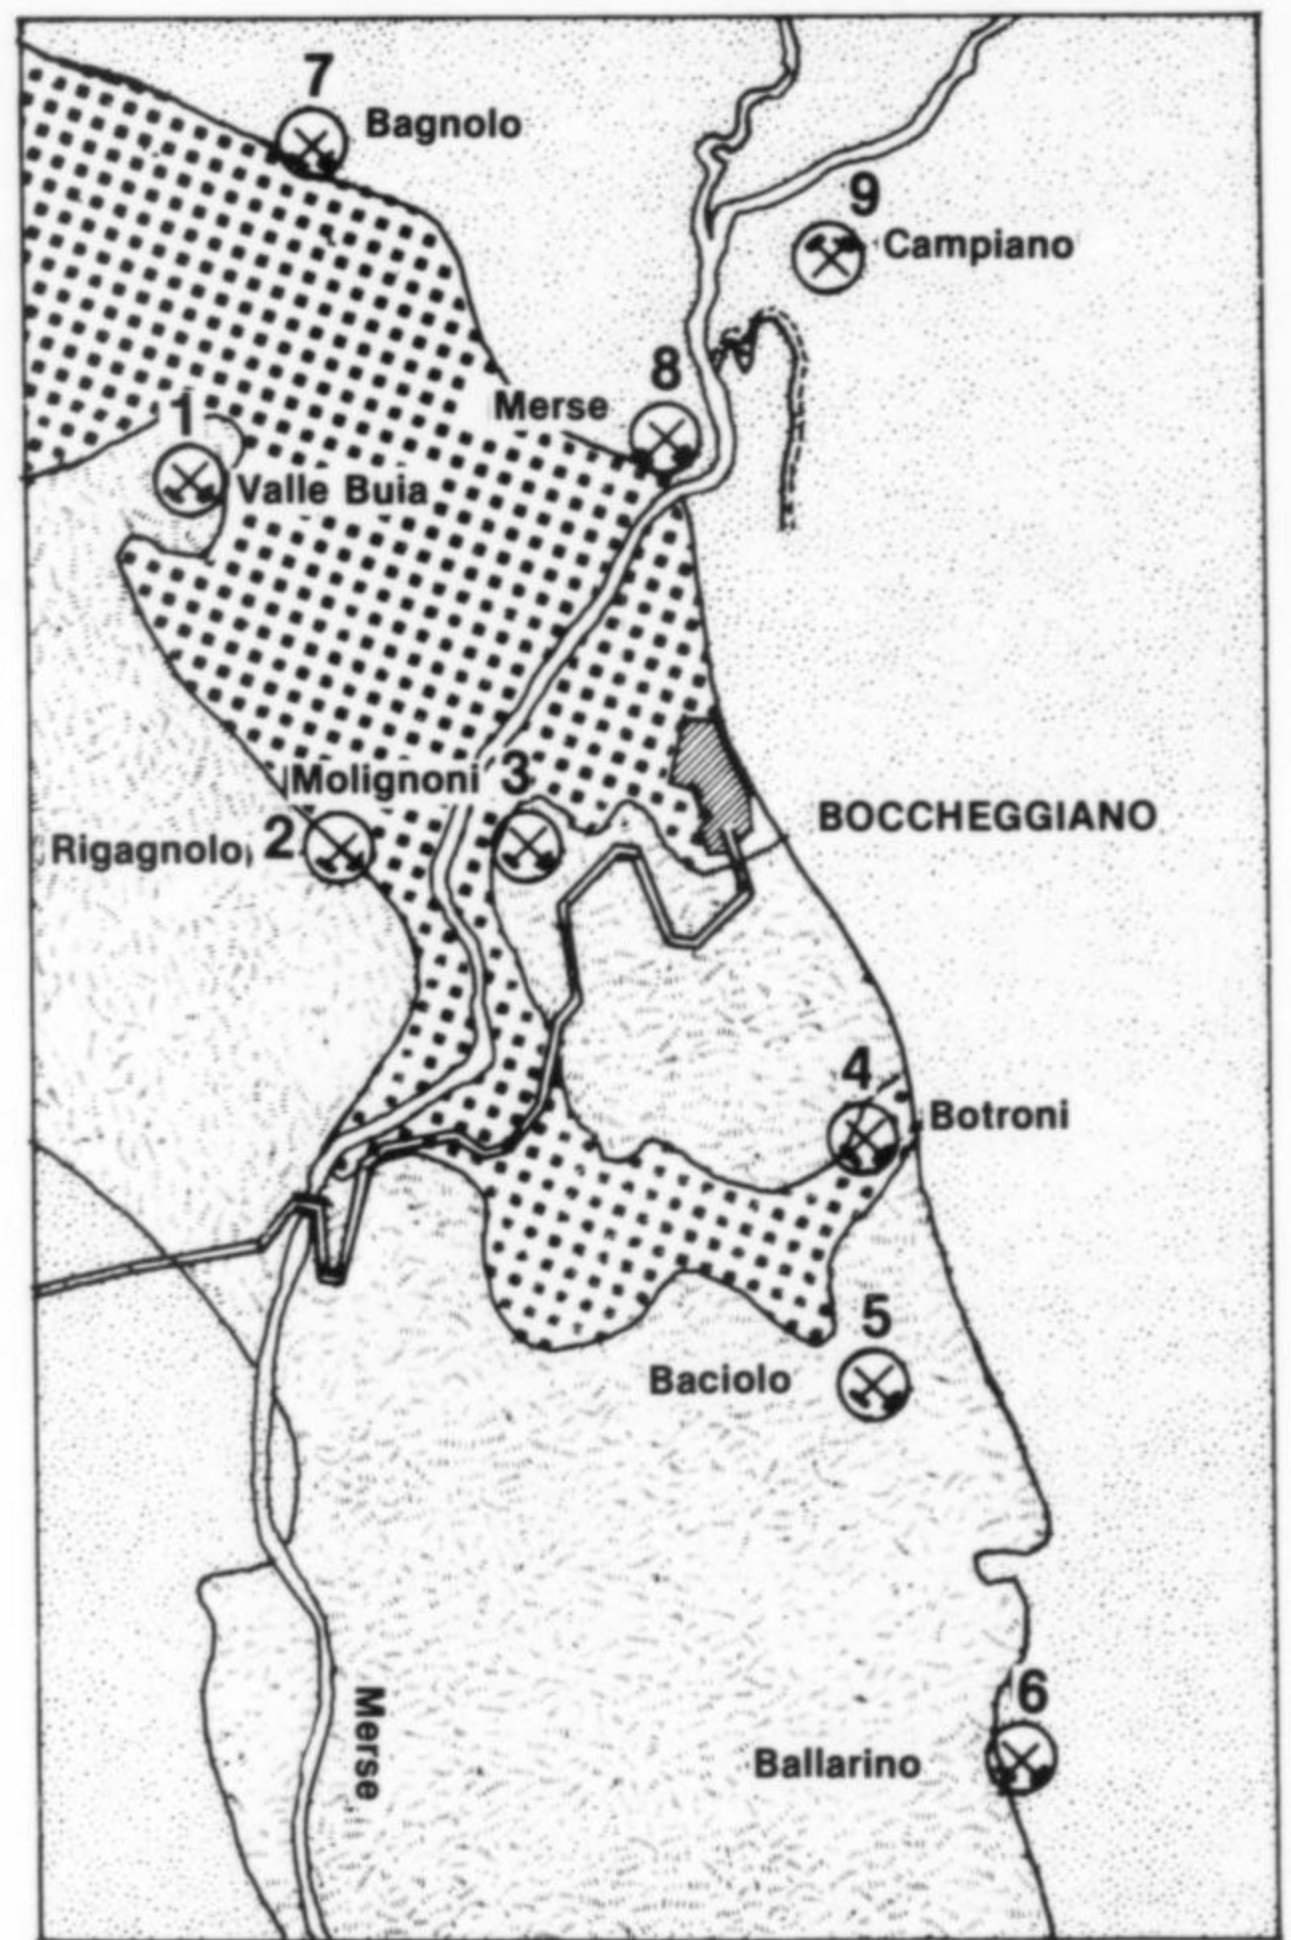 7
Bagnolo
9
Campiano
8
Merse
1
Valle Buia
Molignoni 3
BOCCHEGGIANO
Rigagnolo 2
4
Botroni
5
Baciolo
6
Ballarino
Merse